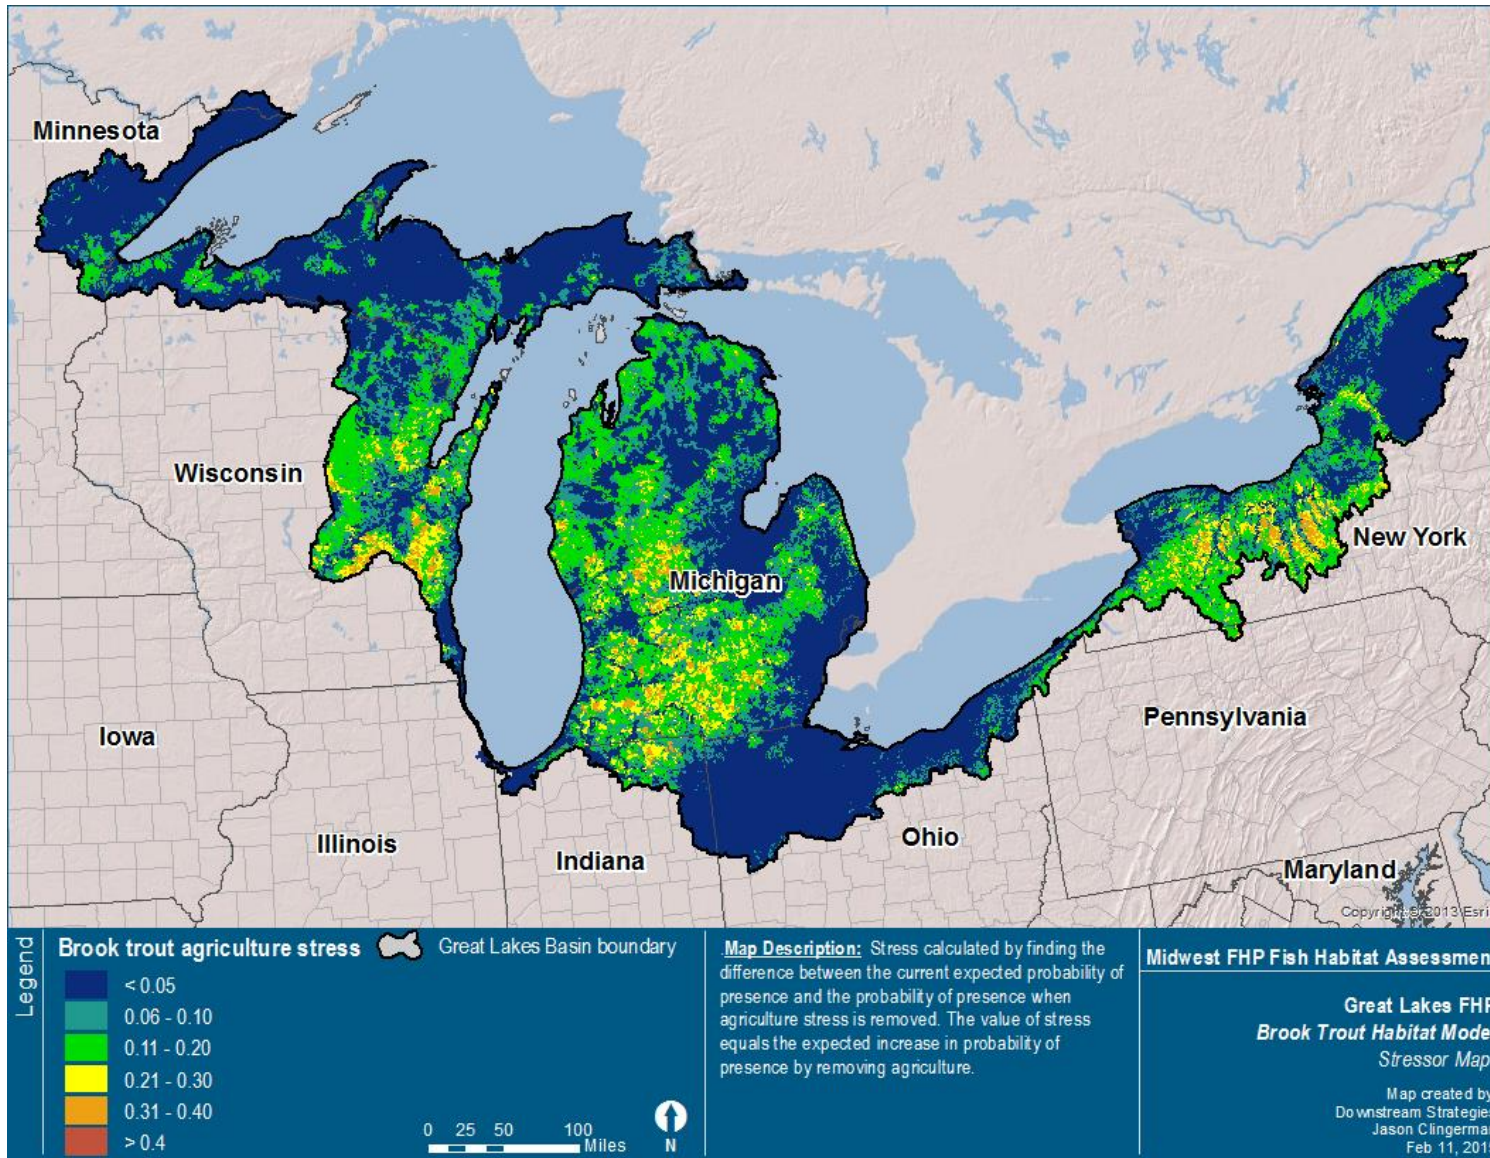 Minnesota
Wisconsin
Michigan
New York
Iowa
Pennsylvania
Illinois
Indiana
Ohio
Maryland
Copyright:© 2013 Esri
Legend
Brook trout agriculture stress
Great Lakes Basin boundary
< 0.05
0.06 - 0.10
0.11 - 0.20
0.21 - 0.30
0.31 - 0.40
> 0.4
0 25 50 100
Miles
N
.Map Description: Stress calculated by finding the
difference between the current expected probability of
presence and the probability of presence when
agriculture stress is removed. The value of stress
equals the expected increase in probability of
presence by removing agriculture.
Midwest FHP Fish Habitat Assessmen
Great Lakes FHP
Brook Trout Habitat Mode
Stressor Map
Map created by
Downstream Strategies
Jason Clingerman
Feb 11, 2015